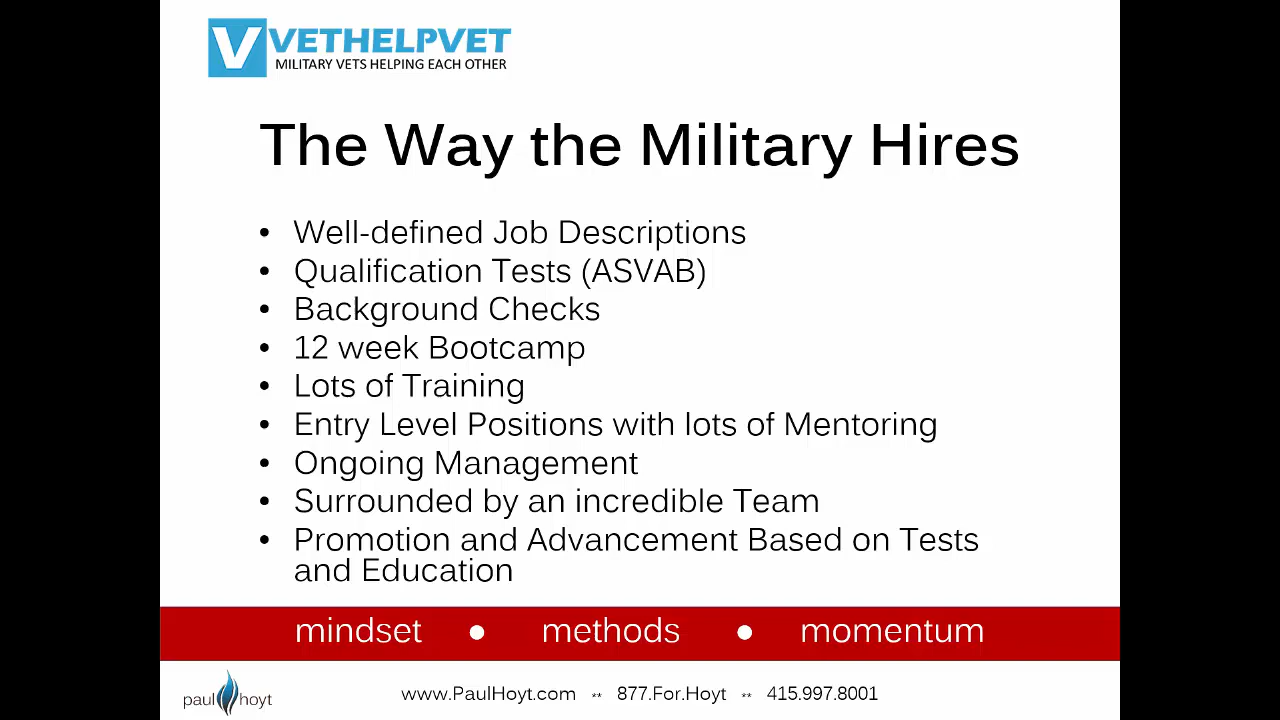 V VETHELPVET
MILITARY VETS HELPING EACH OTHER
The Way the Military Hires
• Well-defined Job Descriptions
• Qualification Tests (ASVAB)
• Background Checks
• 12 week Bootcamp
• Lots of Training
• Entry Level Positions with lots of Mentoring
• Ongoing Management
• Surrounded by an incredible Team
• Promotion and Advancement Based on Tests
and Education
mindset ● methods ● momentum
paul hoyt
www.PaulHoyt.com ** 877.For.Hoyt ** 415.997.8001